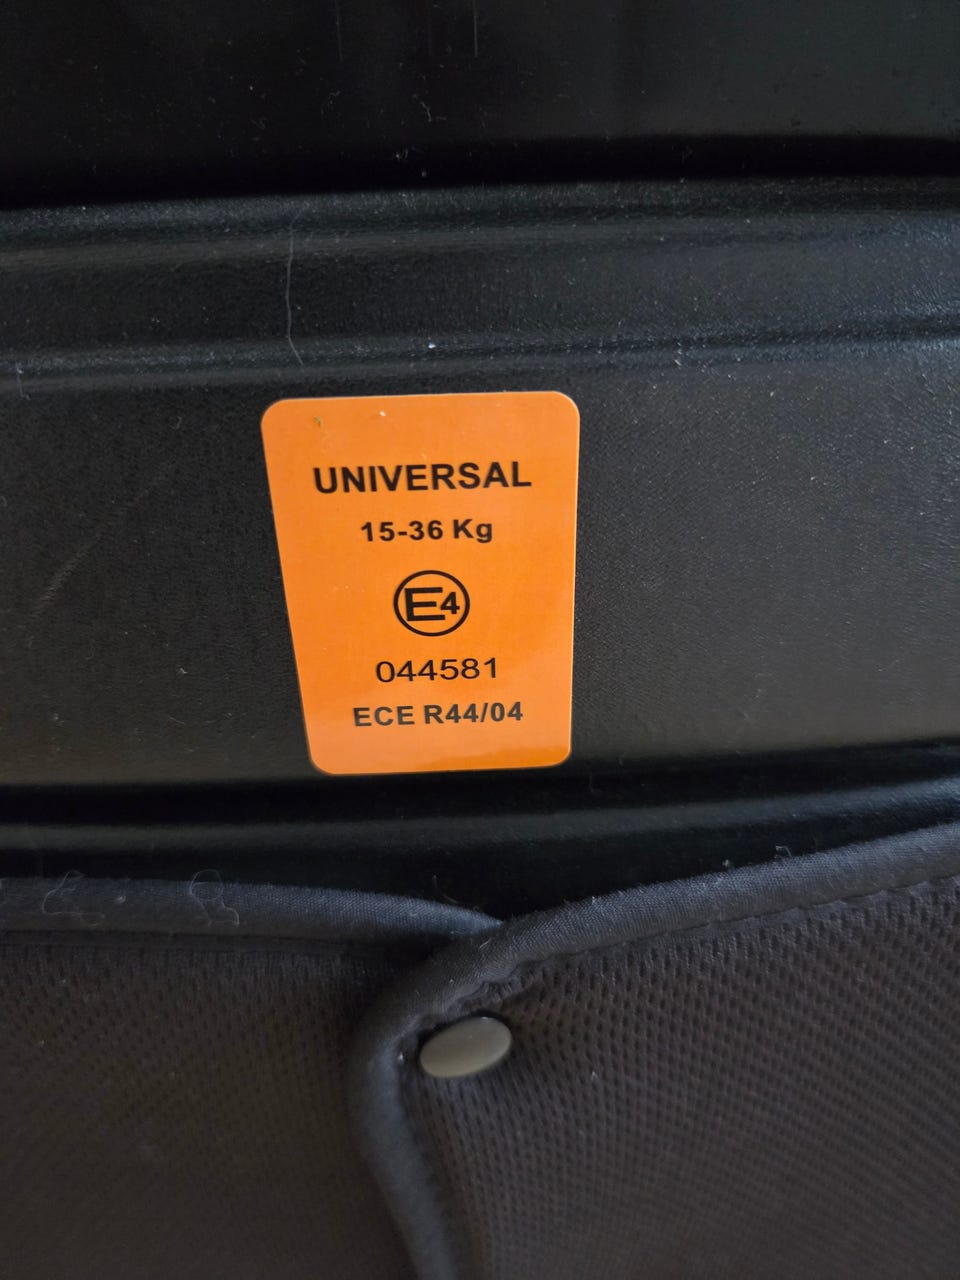 UNIVERSAL
15-36 Kg
E4
044581
ECE R44/04